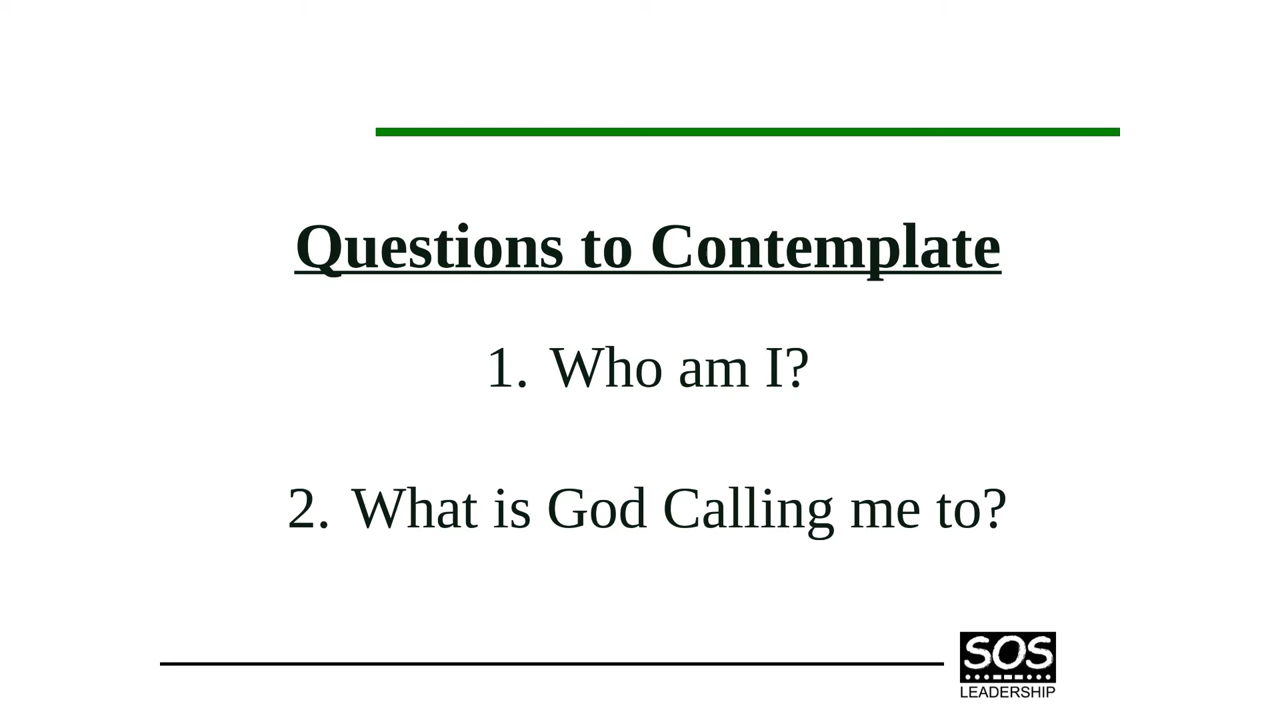 Questions to Contemplate
1. Who am I?
2. What is God Calling me to?
SOS
LEADERSHIP